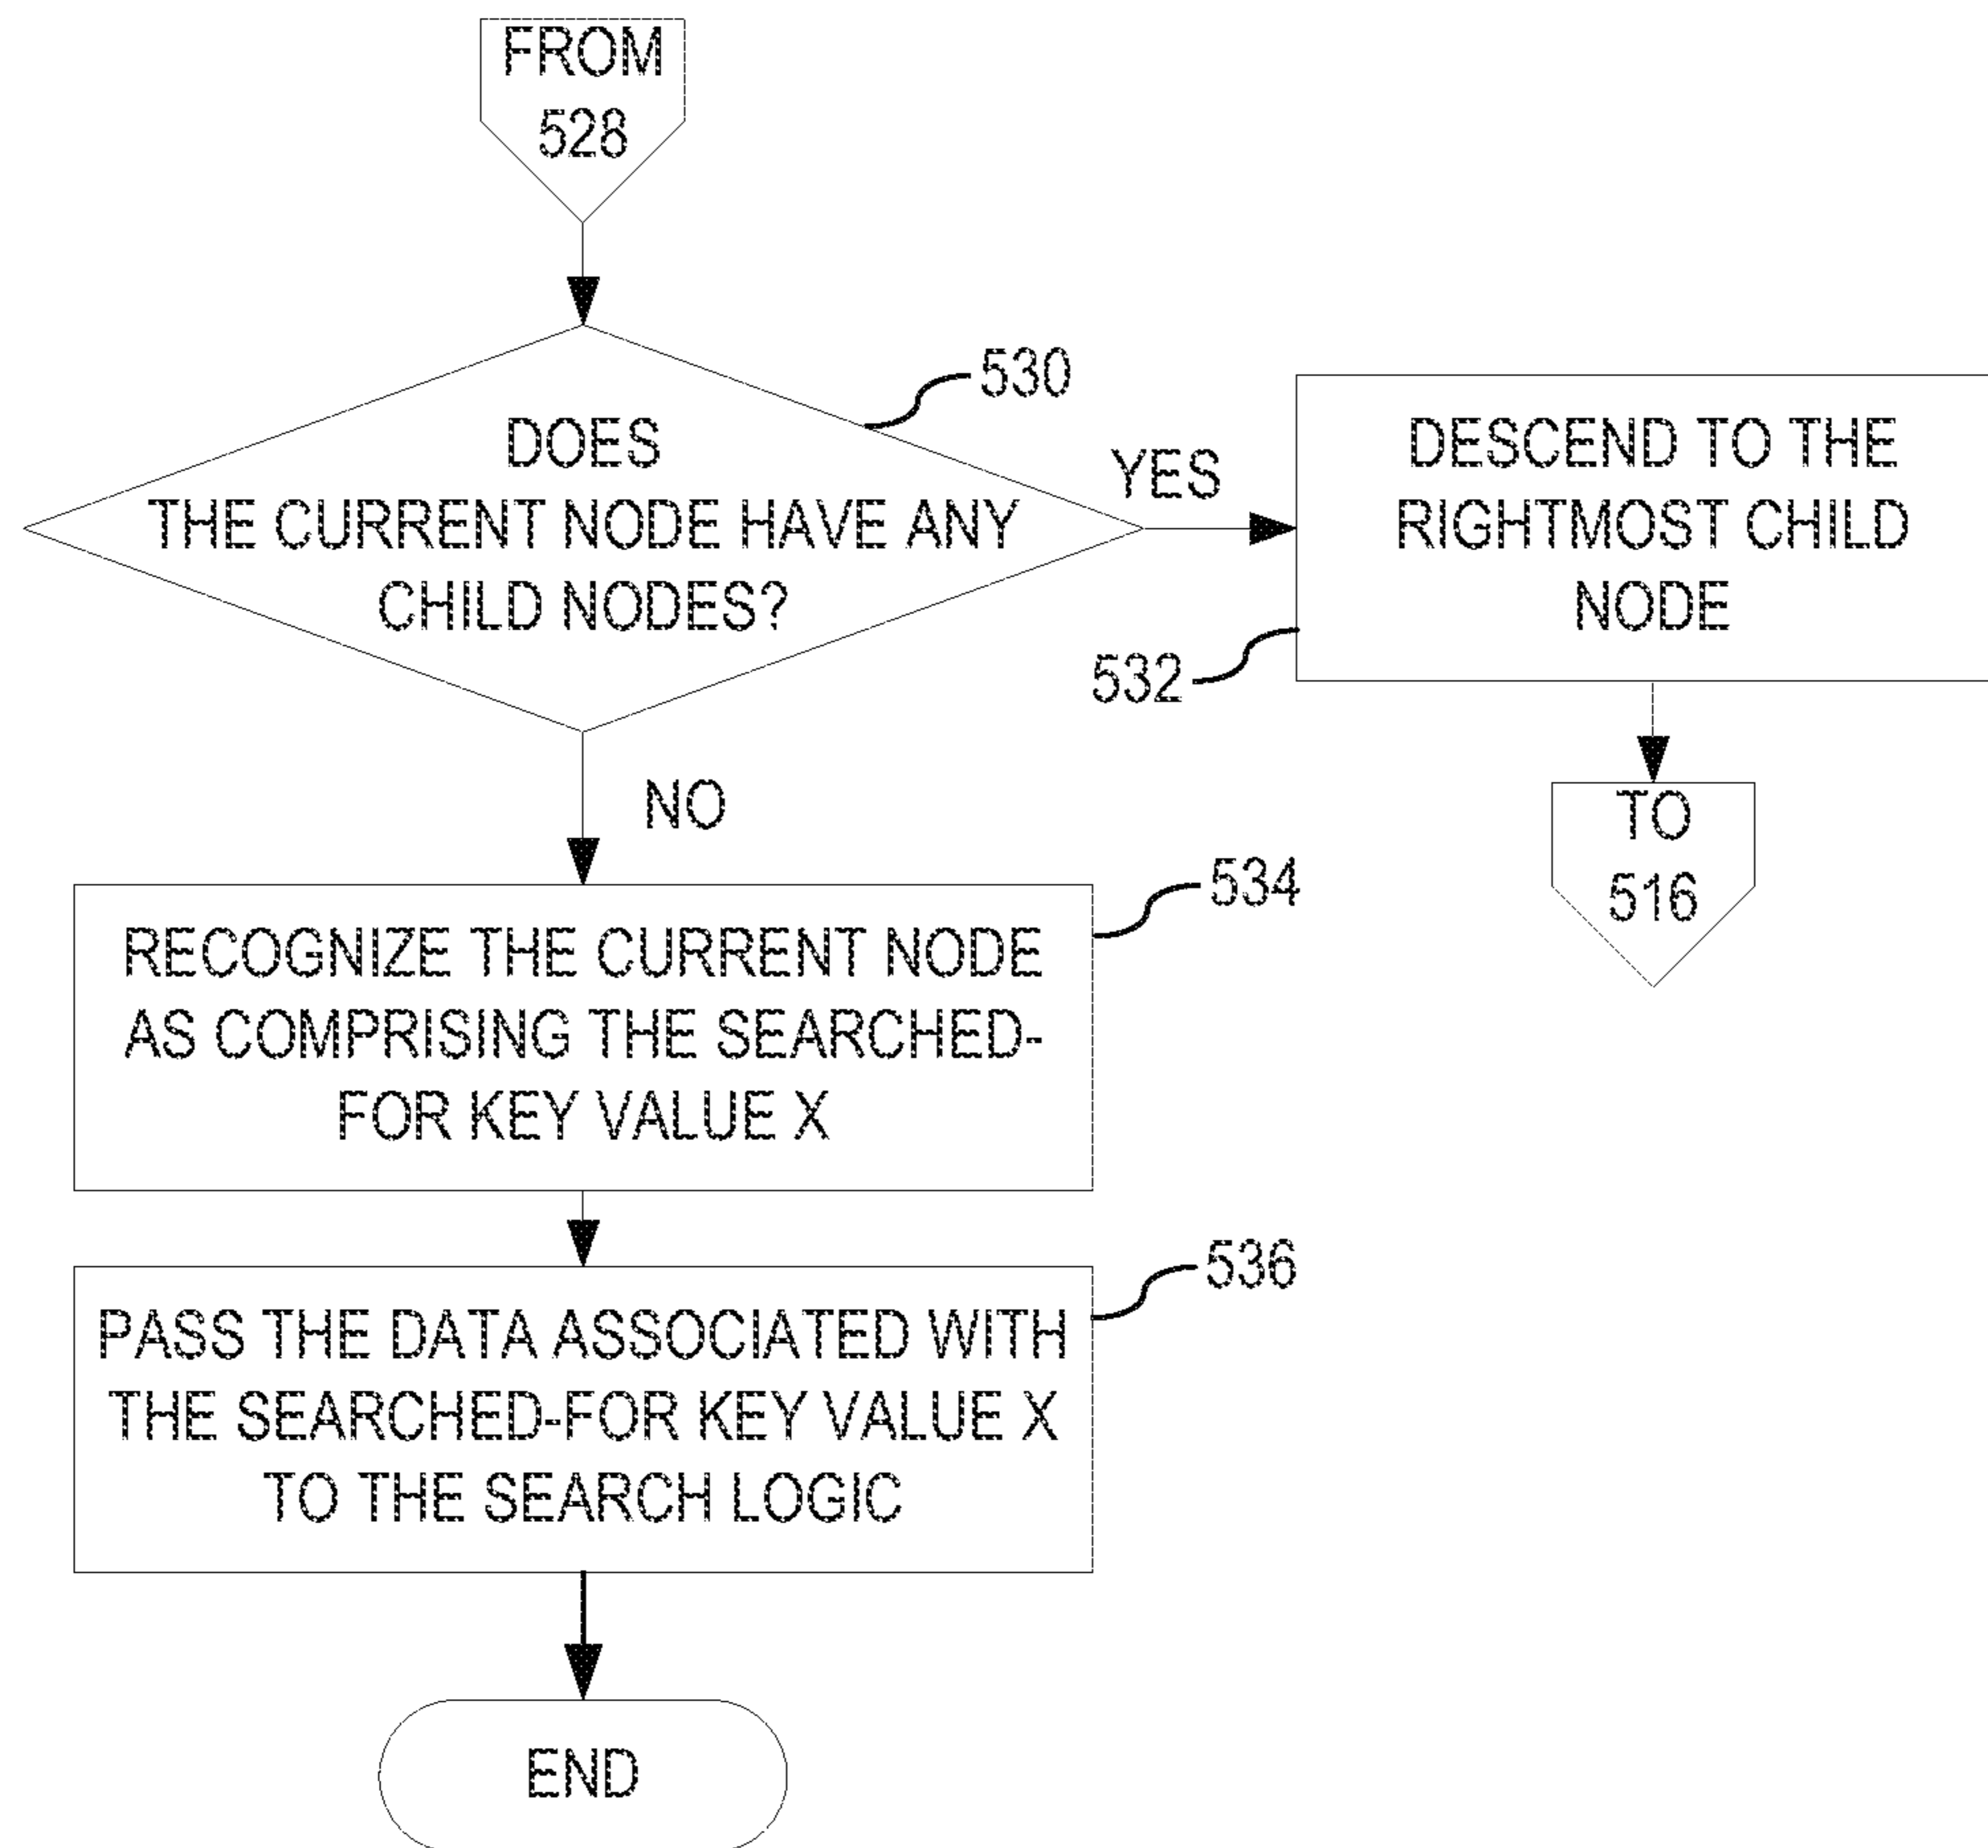 FROM
528
530
DOES
THE CURRENT NODE HAVE ANY
CHILD NODES?
YES
DESCEND TO THE
RIGHTMOST CHILD
NODE
532
NO
TO
516
534
RECOGNIZE THE CURRENT NODE
AS COMPRISING THE SEARCHED-
FOR KEY VALUE X
536
PASS THE DATA ASSOCIATED WITH
THE SEARCHED-FOR KEY VALUE X
TO THE SEARCH LOGIC
END